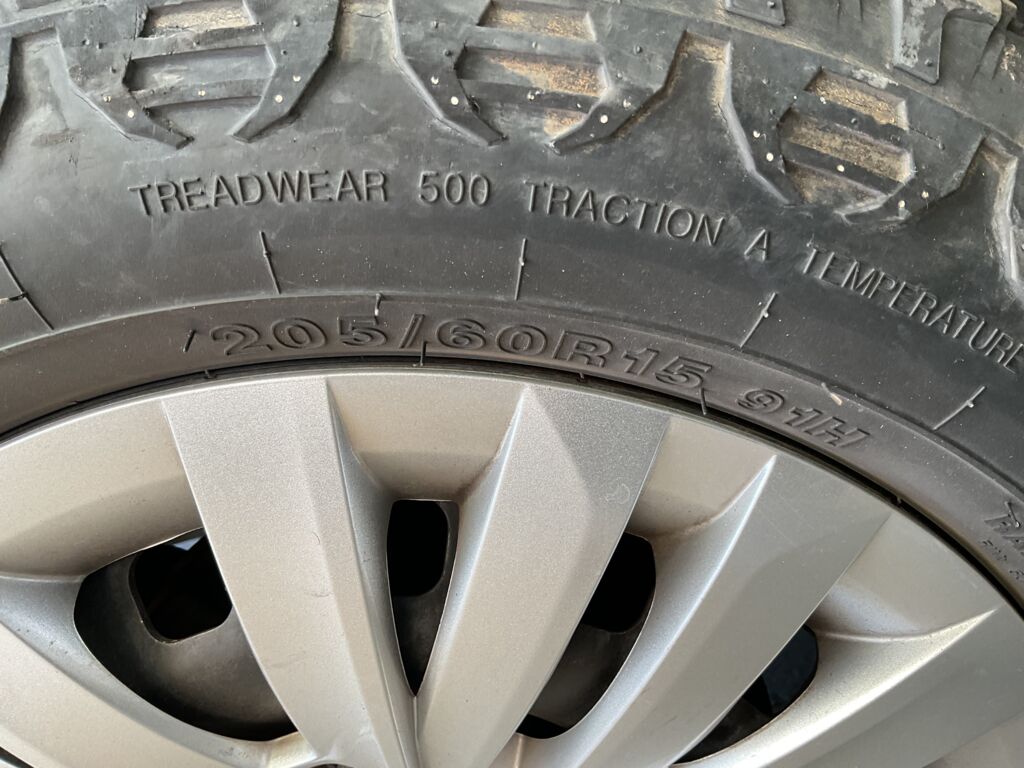 TREADWEAR 500 TRACTION A TEMPERATURE
205/60R15 91H